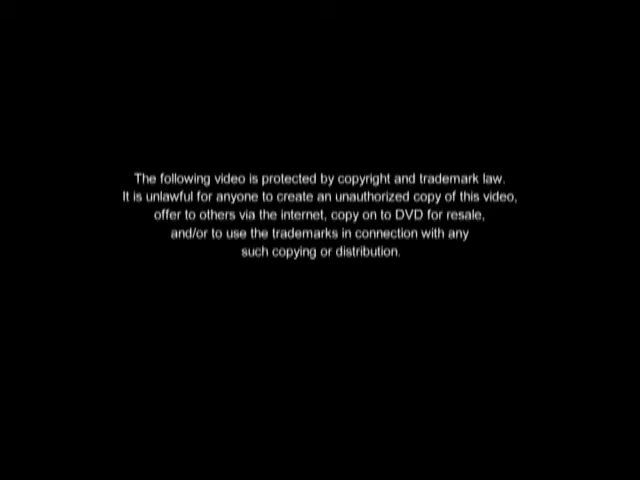 The following video is protected by copyright and trademark law.
It is unlawful for anyone to create an unauthorized copy of this video,
offer to others via the internet, copy on to DVD for resale,
and/or to use the trademarks in connection with any
such copying or distribution.